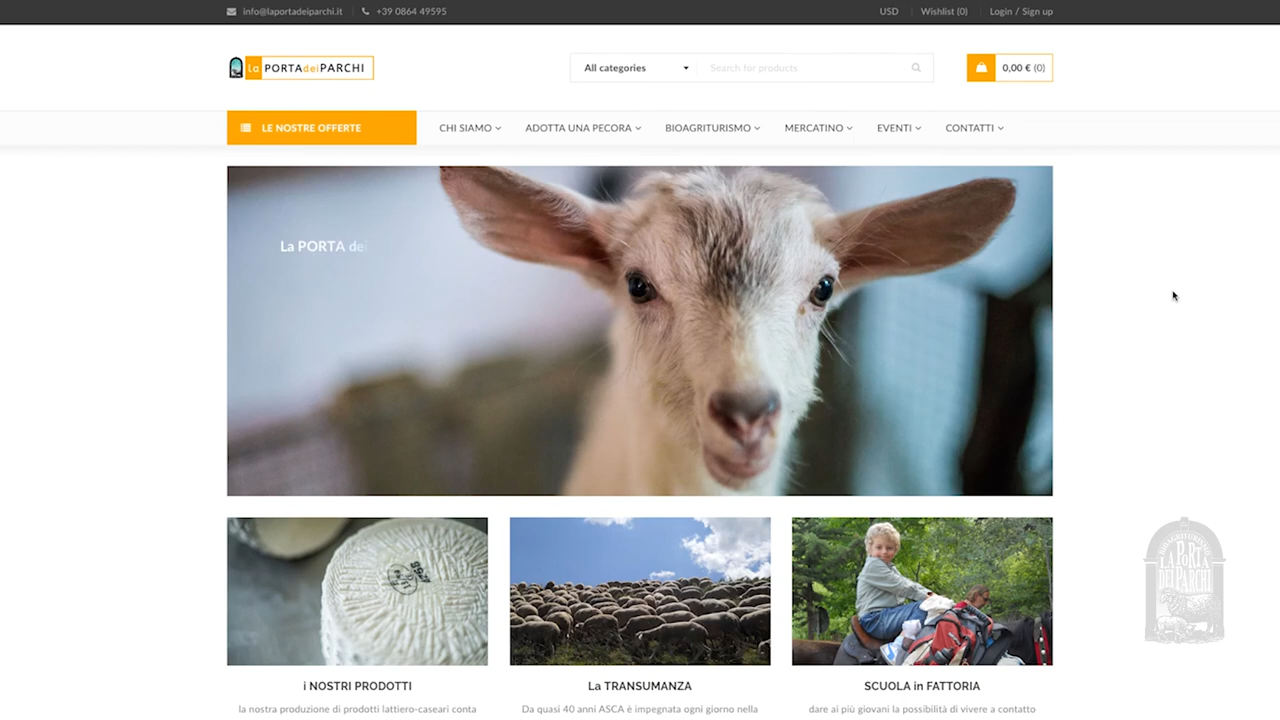 info@laportadeiparchi.it
+39 0864 49595
USD
Wishlist (0)
Login / Sign up
la PORTAdeiPARCHI
All categories
Search for products
0,00 € (0)
LE NOSTRE OFFERTE
CHI SIAMO
ADOTTA UNA PECORA
BIOAGRITURISMO
MERCATINO
EVENTI
CONTATTI
La PORTA dei
i NOSTRI PRODOTTI
la nostra produzione di prodotti lattiero-caseari conta
La TRANSUMANZA
Da quasi 40 anni ASCA è impegnata ogni giorno nella
SCUOLA in FATTORIA
dare ai più giovani la possibilità di vivere a contatto
BIOAGRITURISMO
LA PORTA
DEI PARCHI